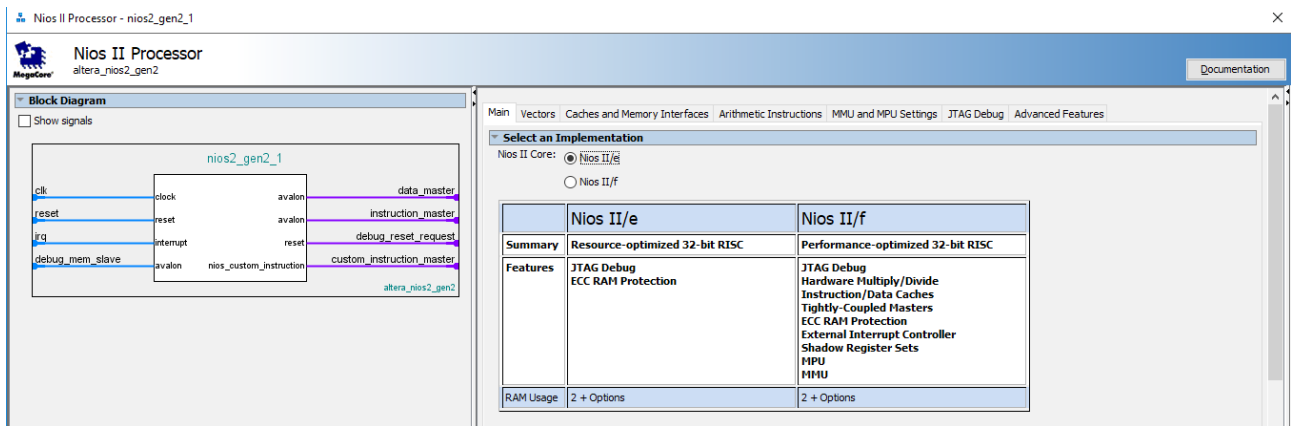 Nios II Processor - nios2_gen2_1
MegaCore'
Nios II Processor
altera_nios2_gen2
Documentation
Block Diagram
Show signals
nios2_gen2_1
clk
reset
irq
debug_mem_slave
clock
reset
interrupt
avalon
avalon
avalon
reset
nios_custom_instruction
data_master
instruction_master
debug_reset_request
custom_instruction_master
altera_nios2_gen2
Main Vectors Caches and Memory Interfaces Arithmetic Instructions MMU and MPU Settings JTAG Debug Advanced Features
Select an Implementation
Nios II Core: Nios II/e
Nios II/f
Nios II/e Nios II/f
Summary Resource-optimized 32-bit RISC Performance-optimized 32-bit RISC
Features
JTAG Debug
ECC RAM Protection
JTAG Debug
Hardware Multiply/Divide
Instruction/Data Caches
Tightly-Coupled Masters
ECC RAM Protection
External Interrupt Controller
Shadow Register Sets
MPU
MMU
RAM Usage 2 + Options 2 + Options